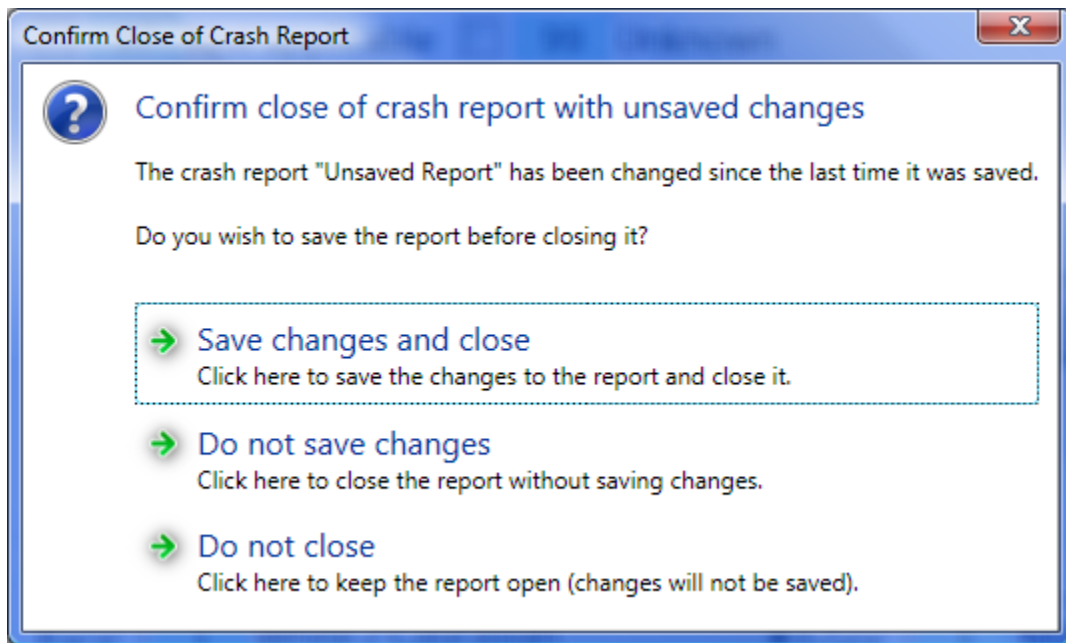 Confirm Close of Crash Report
Confirm close of crash report with unsaved changes
The crash report "Unsaved Report" has been changed since the last time it was saved.
Do you wish to save the report before closing it?
Save changes and close
Click here to save the changes to the report and close it.
Do not save changes
Click here to close the report without saving changes.
Do not close
Click here to keep the report open (changes will not be saved).